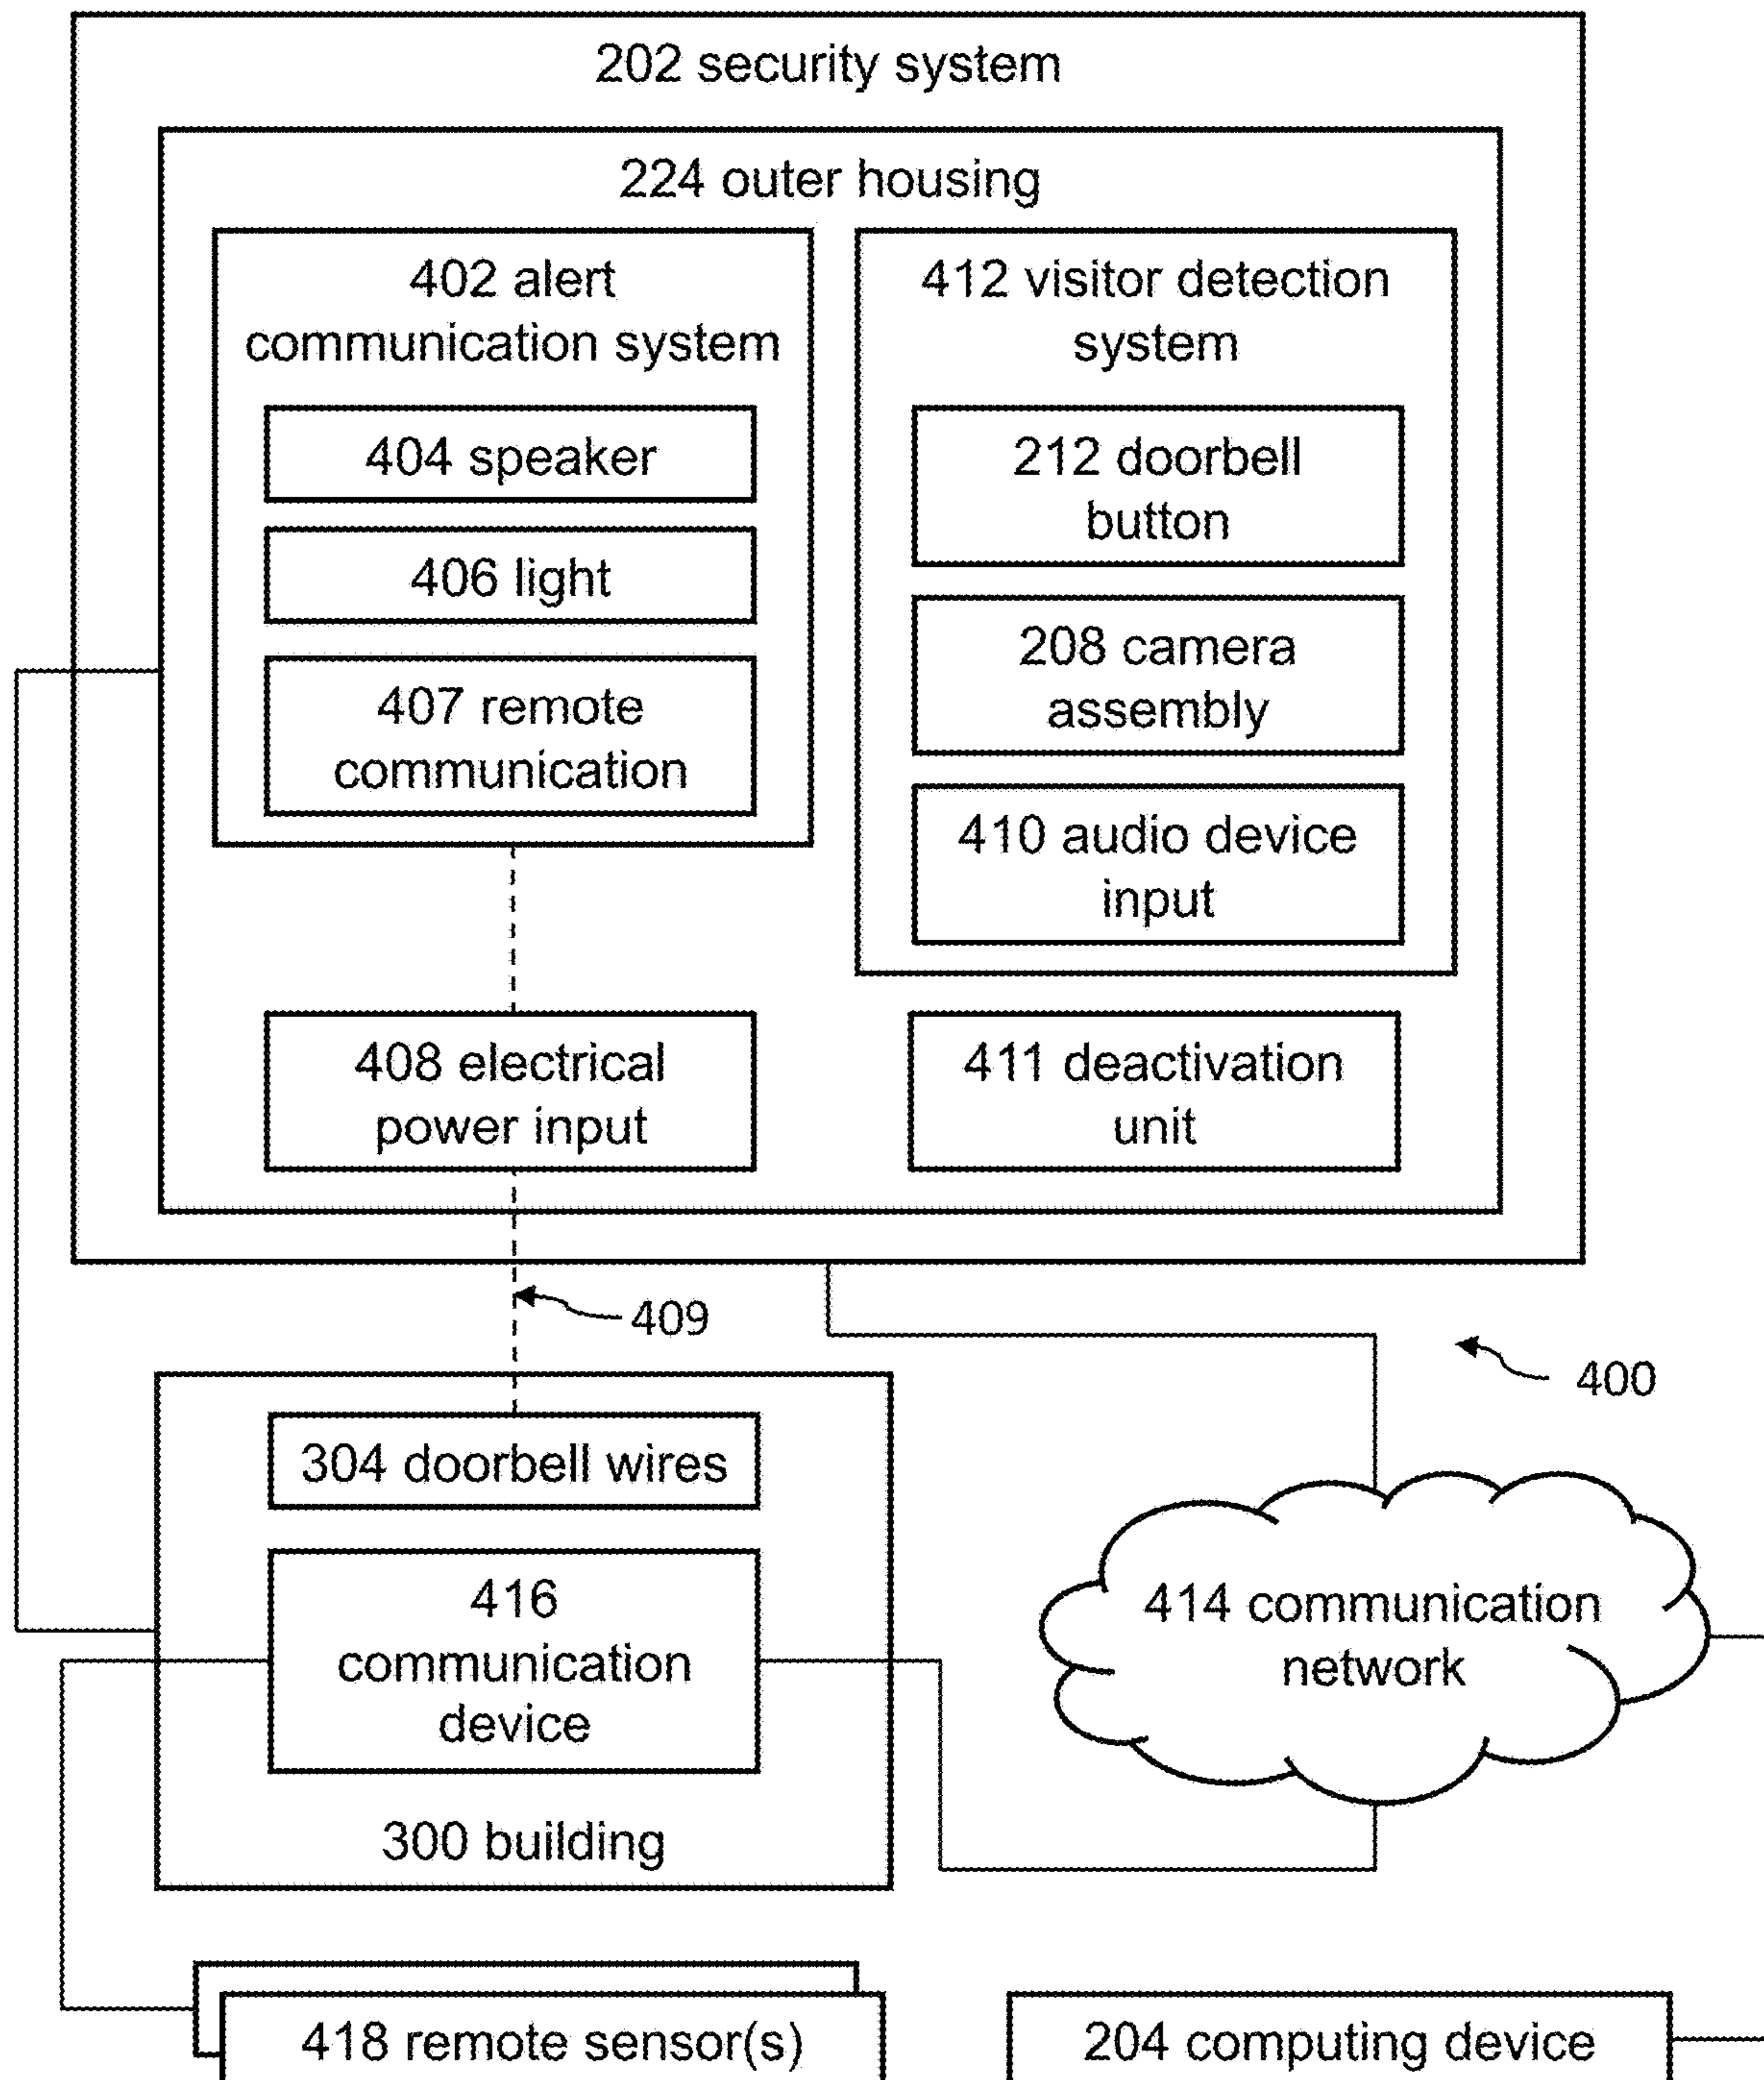 202 security system
224 outer housing
402 alert
communication system
404 speaker
406 light
407 remote
communication
412 visitor detection
system
212 doorbell
button
208 camera
assembly
410 audio device
input
408 electrical
power input
411 deactivation
unit
409
400
304 doorbell wires
416
communication
device
300 building
414 communication
network
418 remote sensor(s)
204 computing device